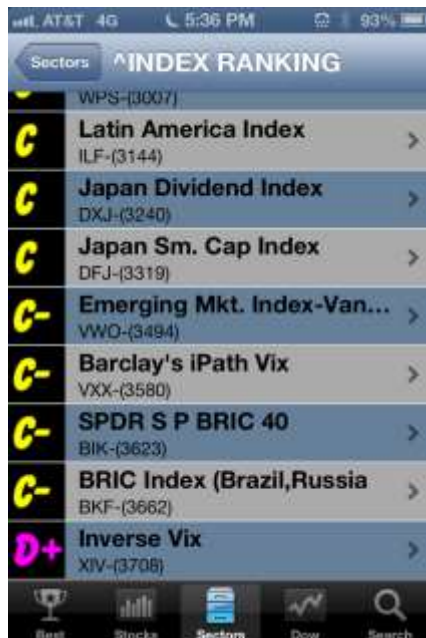 AT&T 4G 5:36 PM 93%
Sectors ^INDEX RANKING
WPS-(3007)
C Latin America Index
ILF-(3144)
C Japan Dividend Index
DXJ-(3240)
C Japan Sm. Cap Index
DFJ-(3319)
C- Emerging Mkt. Index-Van...
VWO-(3494)
C- Barclay's iPath Vix
VXX-(3580)
C- SPDR S P BRIC 40
BIK-(3623)
C- BRIC Index (Brazil,Russia
BKF-(3662)
D+ Inverse Vix
XIV-(3708)
Best Stocks Sectors Dow Search